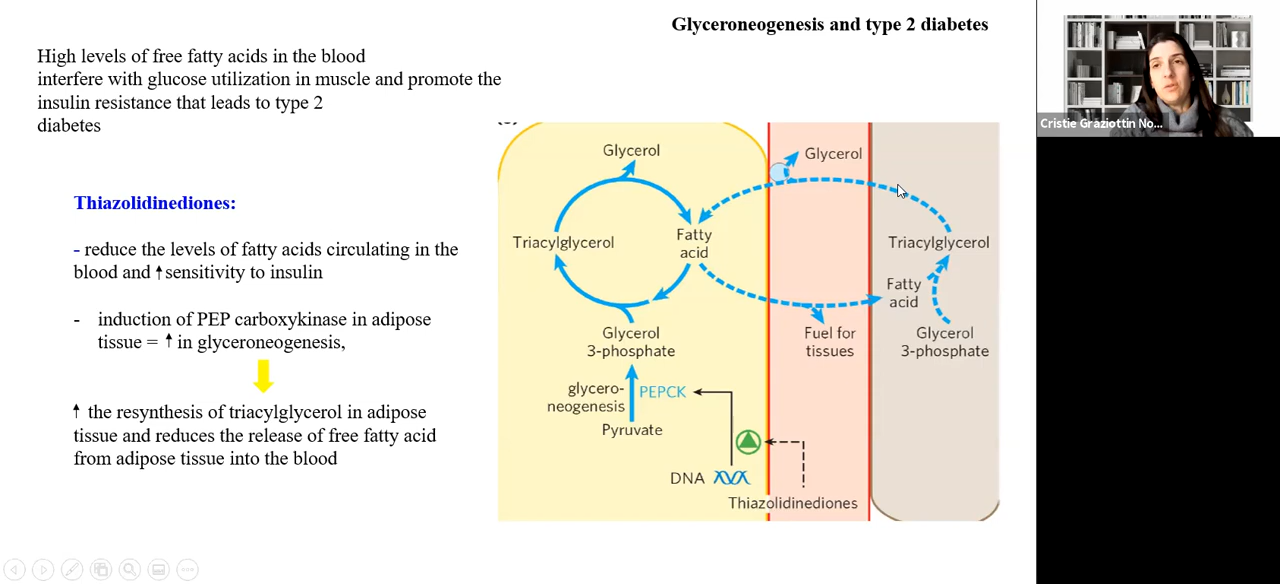 Glyceroneogenesis and type 2 diabetes
High levels of free fatty acids in the blood
interfere with glucose utilization in muscle and promote the
insulin resistance that leads to type 2
diabetes
Thiazolidinediones:
- reduce the levels of fatty acids circulating in the
blood and ↑ sensitivity to insulin
- induction of PEP carboxykinase in adipose
tissue = ↑ in glyceroneogenesis,
↑ the resynthesis of triacylglycerol in adipose
tissue and reduces the release of free fatty acid
from adipose tissue into the blood
Glycerol
Glycerol
Triacylglycerol
Fatty
acid
Triacylglycerol
Fatty
acid
Glycerol
3-phosphate
Fuel for
tissues
Glycerol
3-phosphate
glycero-
neogenesis
PEPCK
Pyruvate
DNA
Thiazolidinediones
Cristie Graziottin No...